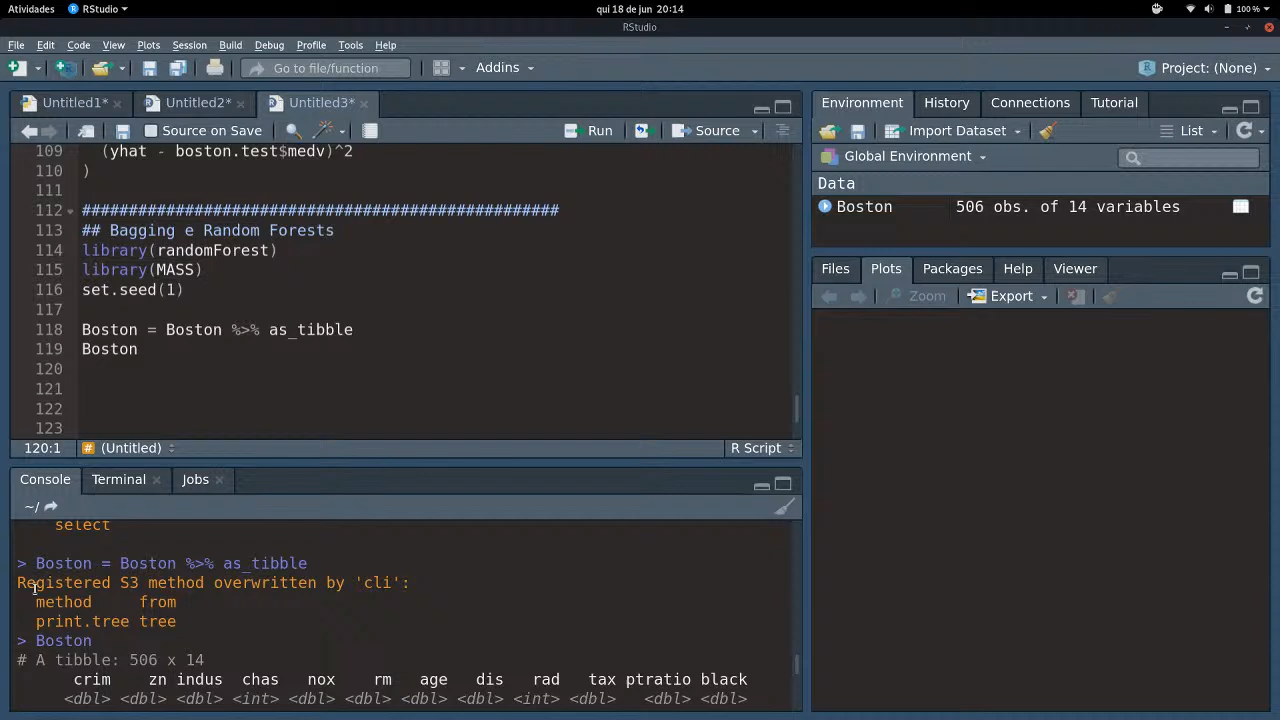 Atividades RStudio qui 18 de jun 20:14 100 %
RStudio
File Edit Code View Plots Session Build Debug Profile Tools Help
Go to file/function Addins Project: (None)
Untitled1* Untitled2* Untitled3*
Source on Save Run Source
109 (yhat - boston.test$medv)^2
110 )
111
112 ###################################################
113 ## Bagging e Random Forests
114 library(randomForest)
115 library(MASS)
116 set.seed(1)
117
118 Boston = Boston %>% as_tibble
119 Boston
120
121
122
123
120:1 # (Untitled) R Script
Console Terminal Jobs
~/
select
> Boston = Boston %>% as_tibble
Registered S3 method overwritten by 'cli':
method from
print.tree tree
> Boston
# A tibble: 506 x 14
crim zn indus chas nox rm age dis rad tax ptratio black
<dbl> <dbl> <dbl> <int> <dbl> <dbl> <dbl> <dbl> <int> <dbl> <dbl> <dbl>
Environment History Connections Tutorial
Import Dataset List
Global Environment
Data
Boston 506 obs. of 14 variables
Files Plots Packages Help Viewer
Zoom Export